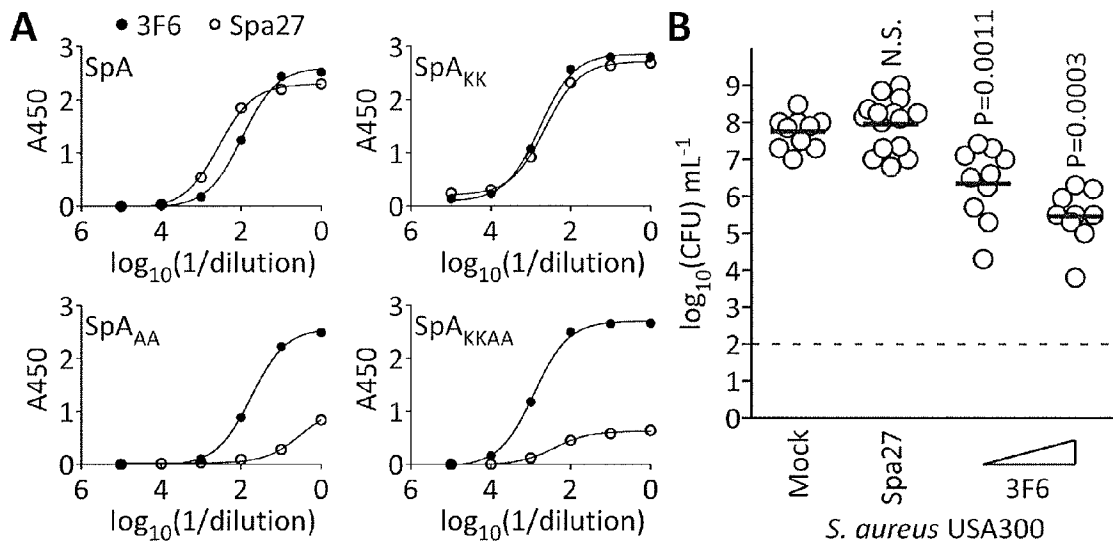 A
● 3F6 ○ Spa27
SpA
A450
3
2
1
0
6 4 2 0
log₁₀(1/dilution)
SpA_KK
A450
3
2
1
0
6 4 2 0
log₁₀(1/dilution)
SpA_AA
A450
3
2
1
0
6 4 2 0
log₁₀(1/dilution)
SpA_KKAA
A450
3
2
1
0
6 4 2 0
log₁₀(1/dilution)
B
N.S.
P=0.0011
P=0.0003
log₁₀(CFU) mL⁻¹
9
8
7
6
5
4
3
2
1
0
Mock
Spa27
3F6
S. aureus USA300